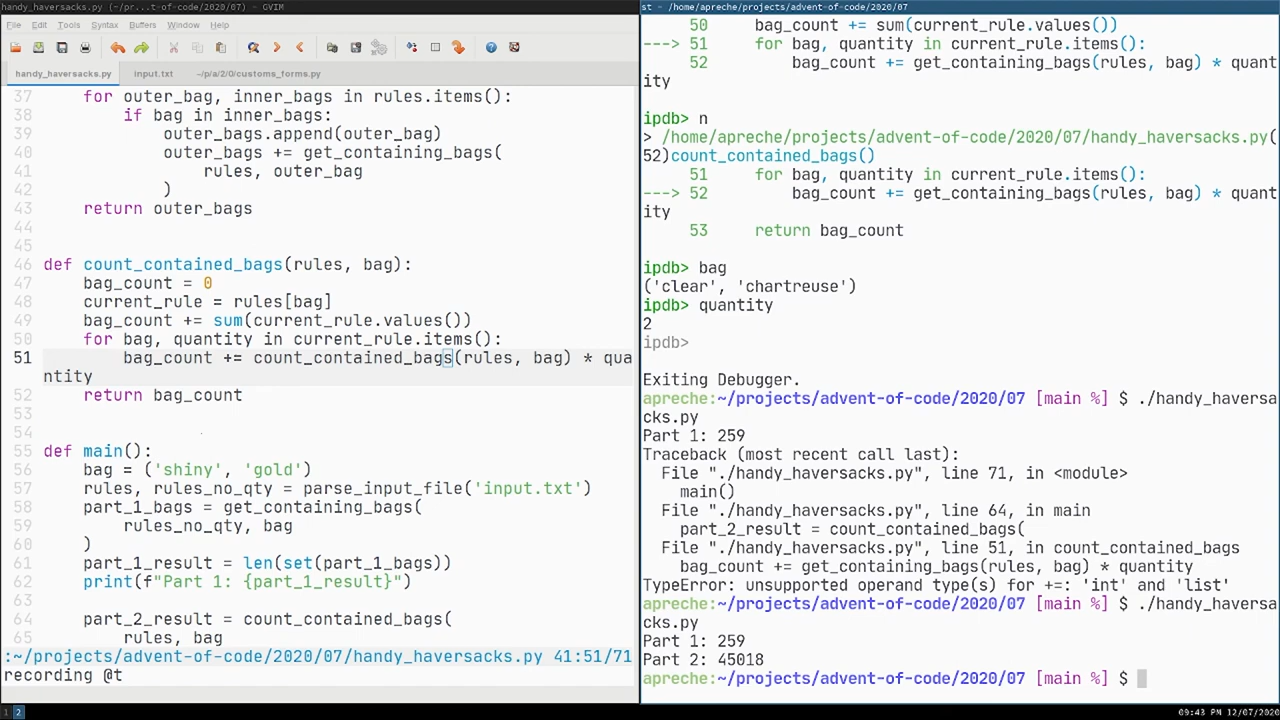 handy_haversacks.py (~/pr...t-of-code/2020/07) - GVIM
File Edit Tools Syntax Buffers Window Help
handy_haversacks.py input.txt ~/p/a/2/0/customs_forms.py
37 for outer_bag, inner_bags in rules.items():
38 if bag in inner_bags:
39 outer_bags.append(outer_bag)
40 outer_bags += get_containing_bags(
41 rules, outer_bag
42 )
43 return outer_bags
44
45
46 def count_contained_bags(rules, bag):
47 bag_count = 0
48 current_rule = rules[bag]
49 bag_count += sum(current_rule.values())
50 for bag, quantity in current_rule.items():
51 bag_count += count_contained_bags(rules, bag) * qua
ntity
52 return bag_count
53
54
55 def main():
56 bag = ('shiny', 'gold')
57 rules, rules_no_qty = parse_input_file('input.txt')
58 part_1_bags = get_containing_bags(
59 rules_no_qty, bag
60 )
61 part_1_result = len(set(part_1_bags))
62 print(f"Part 1: {part_1_result}")
63
64 part_2_result = count_contained_bags(
65 rules, bag
:~/projects/advent-of-code/2020/07/handy_haversacks.py 41:51/71
recording @t
1 2
st - /home/apreche/projects/advent-of-code/2020/07
50 bag_count += sum(current_rule.values())
---> 51 for bag, quantity in current_rule.items():
52 bag_count += get_containing_bags(rules, bag) * quant
ity
ipdb> n
> /home/apreche/projects/advent-of-code/2020/07/handy_haversacks.py(
52)count_contained_bags()
51 for bag, quantity in current_rule.items():
---> 52 bag_count += get_containing_bags(rules, bag) * quant
ity
53 return bag_count
ipdb> bag
('clear', 'chartreuse')
ipdb> quantity
2
ipdb>
Exiting Debugger.
apreche:~/projects/advent-of-code/2020/07 [main %] $ ./handy_haversa
cks.py
Part 1: 259
Traceback (most recent call last):
File "./handy_haversacks.py", line 71, in <module>
main()
File "./handy_haversacks.py", line 64, in main
part_2_result = count_contained_bags(
File "./handy_haversacks.py", line 51, in count_contained_bags
bag_count += get_containing_bags(rules, bag) * quantity
TypeError: unsupported operand type(s) for +=: 'int' and 'list'
apreche:~/projects/advent-of-code/2020/07 [main %] $ ./handy_haversa
cks.py
Part 1: 259
Part 2: 45018
apreche:~/projects/advent-of-code/2020/07 [main %] $
09:43 PM 12/07/2020